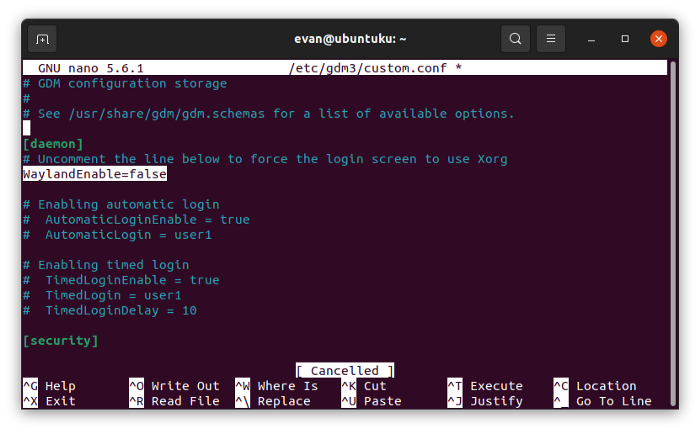 evan@ubuntuku: ~
GNU nano 5.6.1 /etc/gdm3/custom.conf *
# GDM configuration storage
#
# See /usr/share/gdm/gdm.schemas for a list of available options.
[daemon]
# Uncomment the line below to force the login screen to use Xorg
WaylandEnable=false
# Enabling automatic login
#  AutomaticLoginEnable = true
#  AutomaticLogin = user1
# Enabling timed login
#  TimedLoginEnable = true
#  TimedLogin = user1
#  TimedLoginDelay = 10
[security]
[ Cancelled ]
^G Help ^O Write Out ^W Where Is ^K Cut ^T Execute ^C Location
^X Exit ^R Read File ^\ Replace ^U Paste ^J Justify ^_ Go To Line